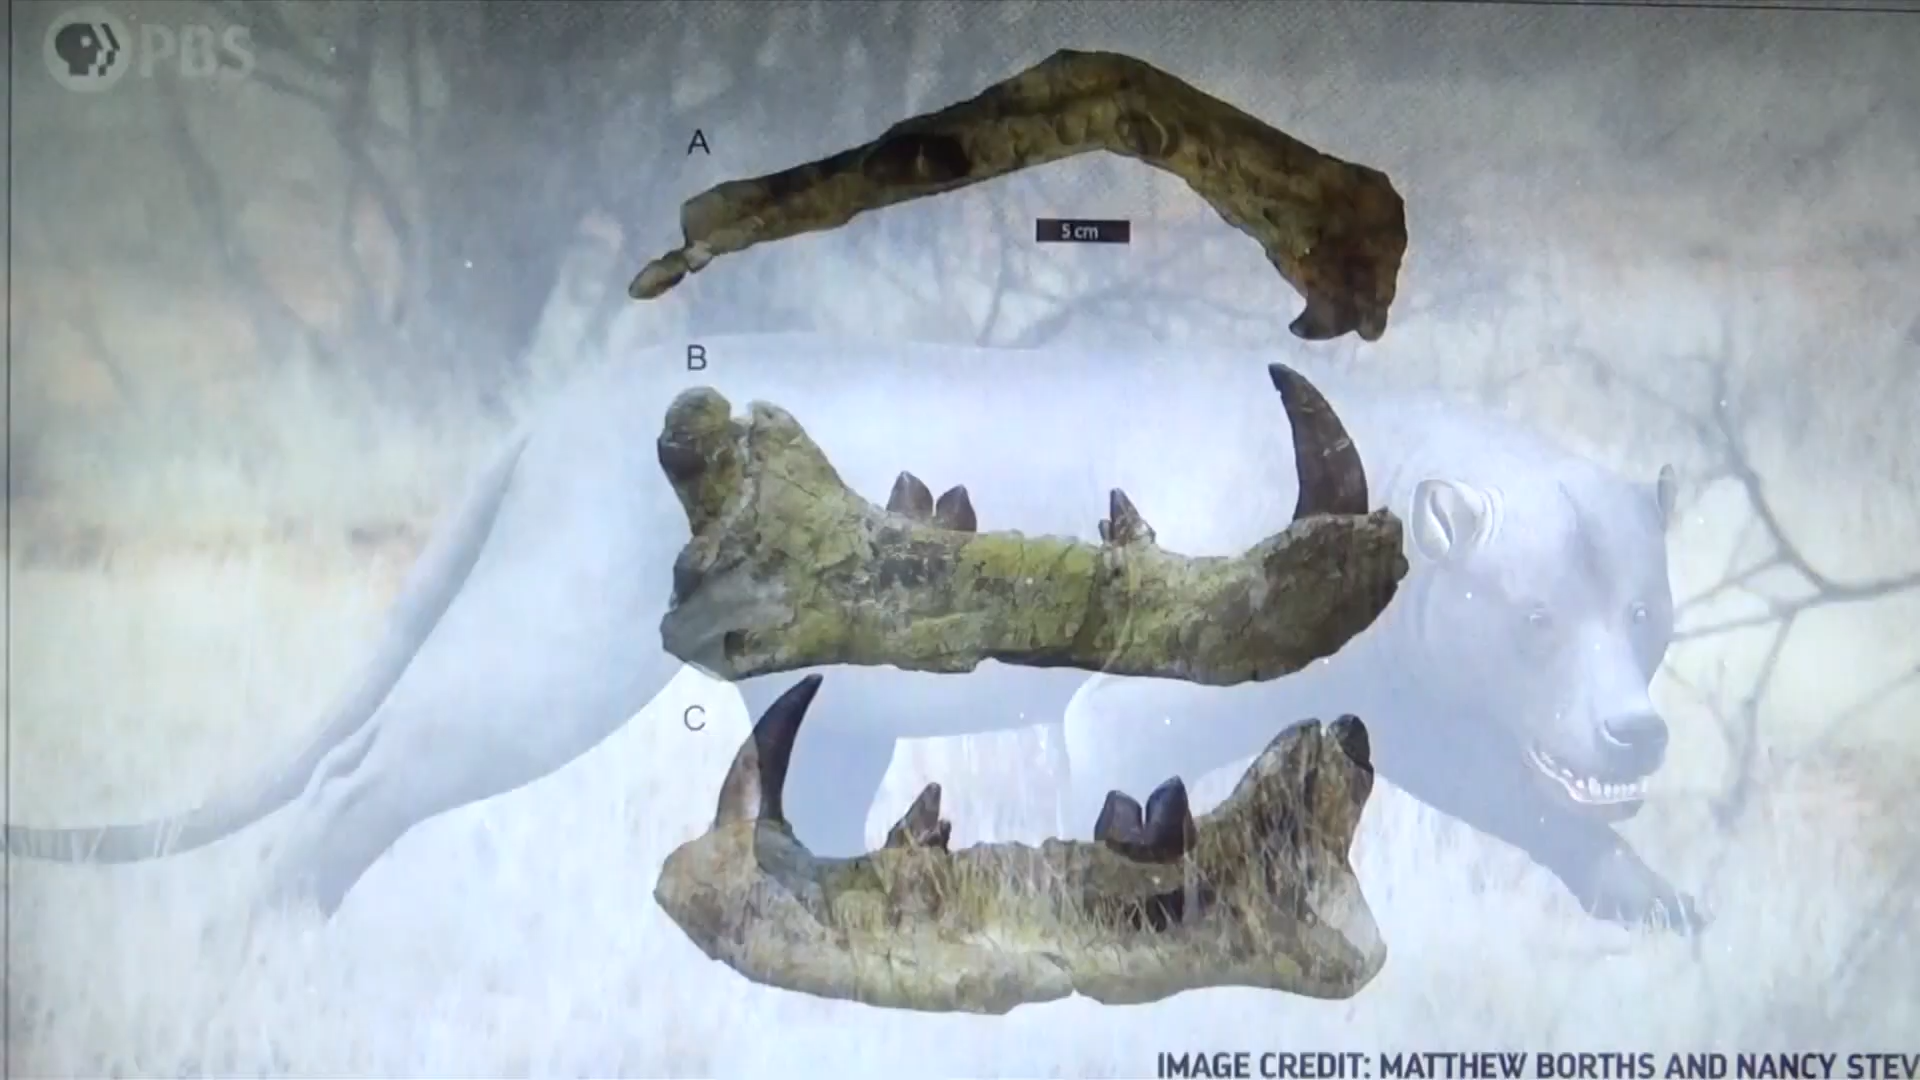 PBS
A
5 cm
B
C
IMAGE CREDIT: MATTHEW BORTHS AND NANCY STEV